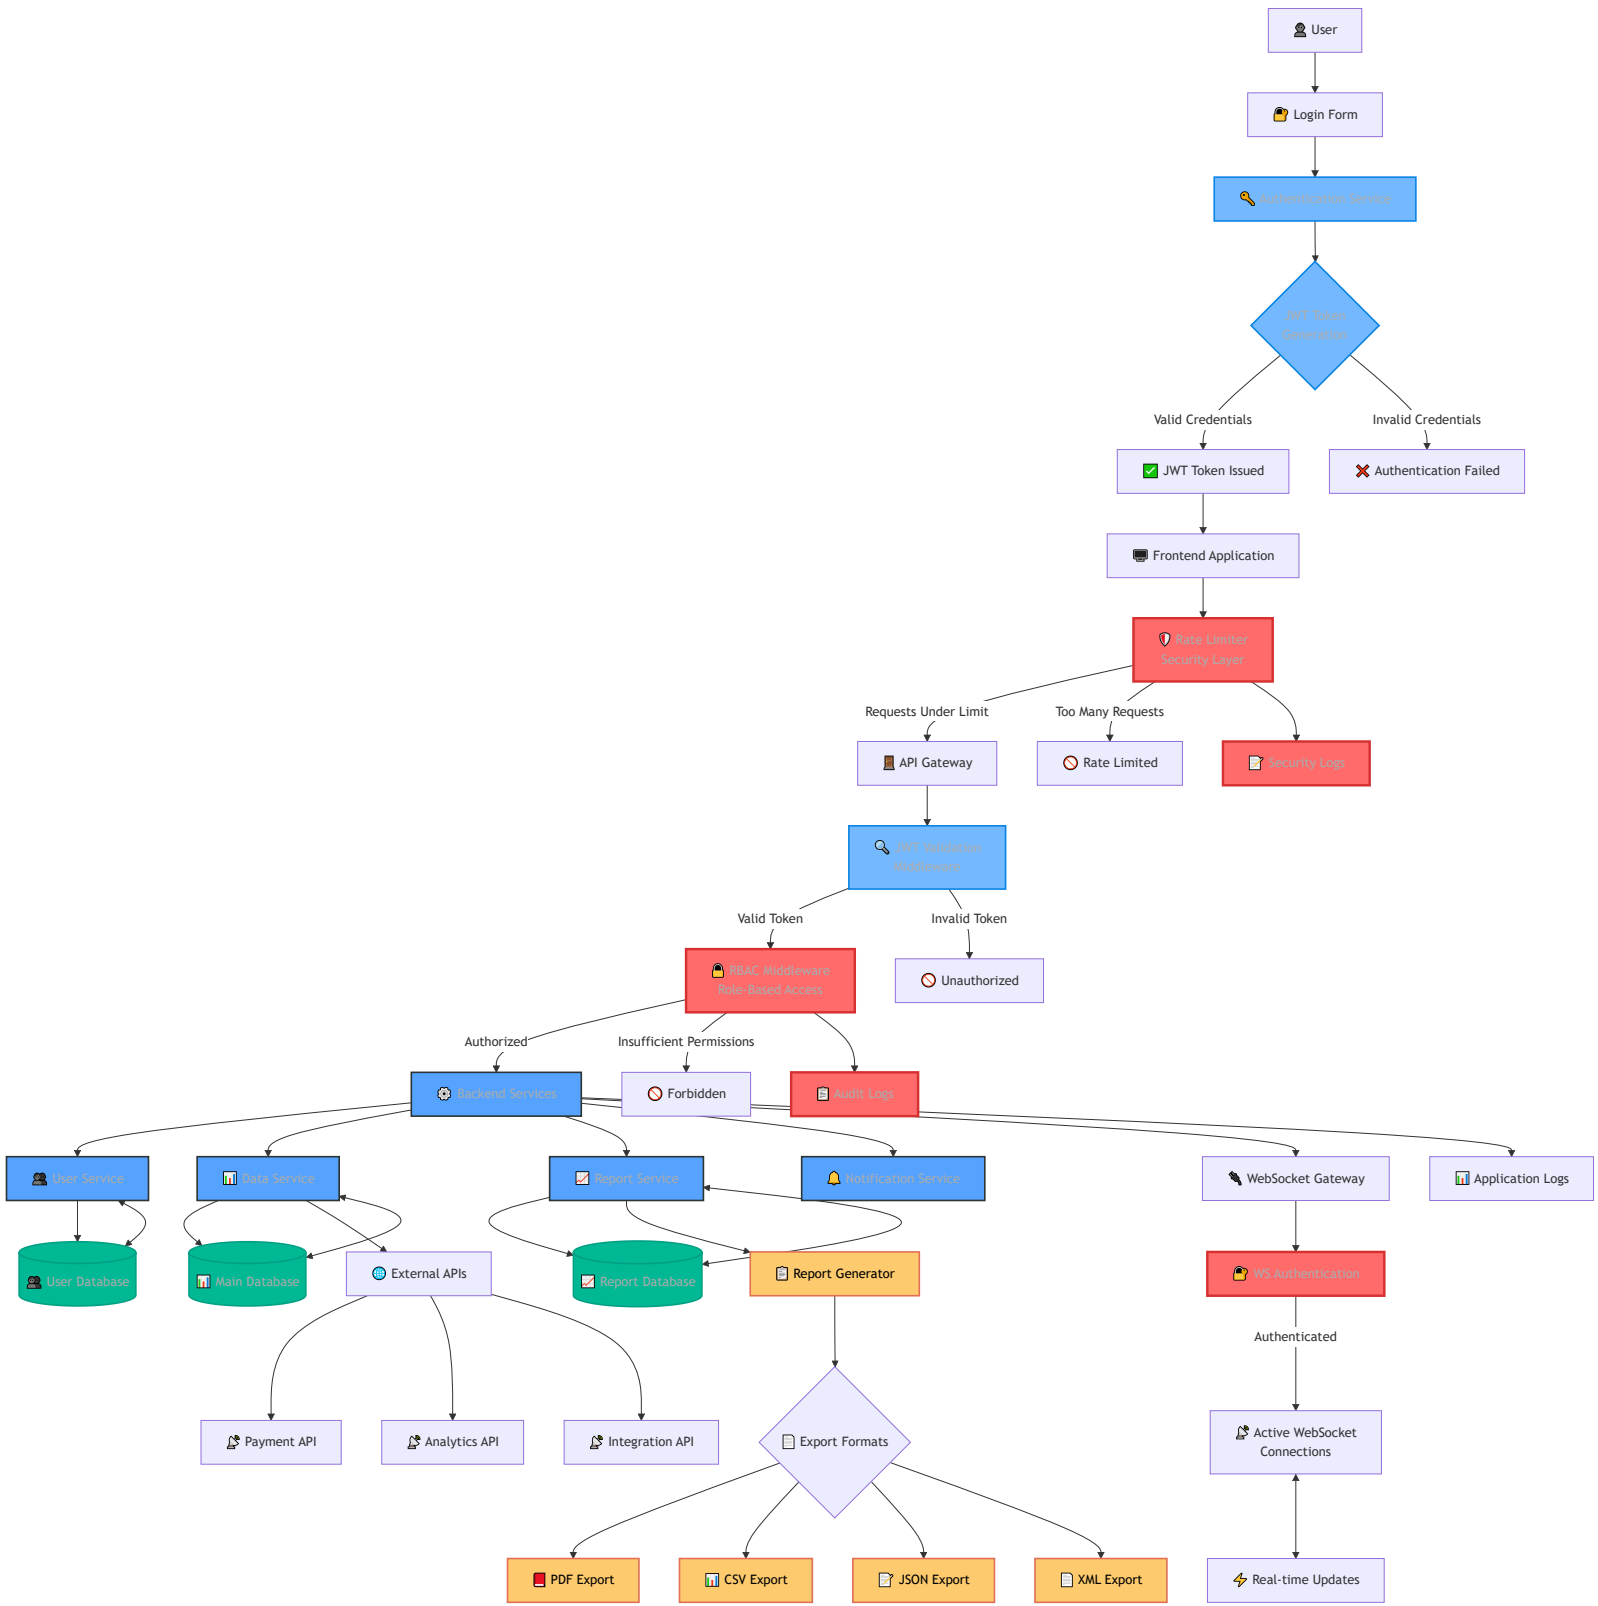 User
Login Form
Authentication Service
JWT Token
Generation
Valid Credentials
Invalid Credentials
JWT Token Issued
Authentication Failed
Frontend Application
Rate Limiter
Security Layer
Requests Under Limit
Too Many Requests
API Gateway
Rate Limited
Security Logs
JWT
Middleware
Valid Token
Invalid Token
RBAC Middleware
Role-Based Access
Unauthorized
Authorized
Insufficient Permissions
Backend Services
Forbidden
Audit Logs
User Service
Data Service
Report Service
Notification Service
WebSocket Gateway
Application Logs
User Database
Main Database
External APIs
Report Database
Report Generator
WS Authentication
Authenticated
Payment API
Analytics API
Integration API
Export Formats
Active WebSocket
Connections
PDF Export
CSV Export
JSON Export
XML Export
Real-time Updates